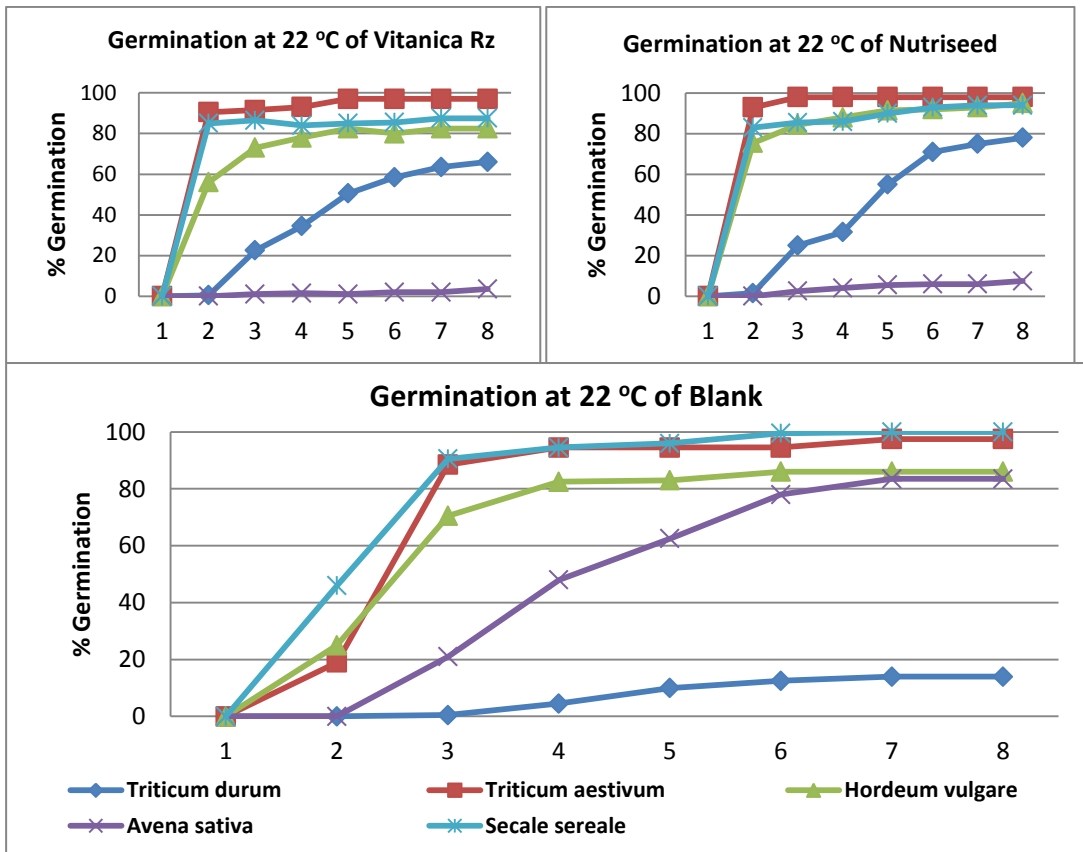 Germination at 22 °C of Vitanica Rz
% Germination
100
80
60
40
20
0
1 2 3 4 5 6 7 8
Germination at 22 °C of Nutriseed
% Germination
100
80
60
40
20
0
1 2 3 4 5 6 7 8
Germination at 22 °C of Blank
% Germination
100
80
60
40
20
0
1 2 3 4 5 6 7 8
Triticum durum Triticum aestivum Hordeum vulgare
Avena sativa Secale sereale